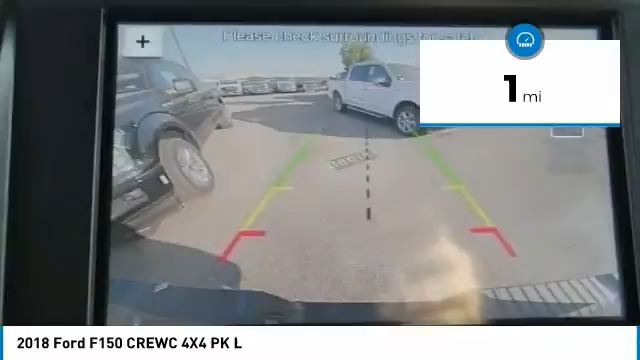 Please check surroundings for safety
+
1 mi
2018 Ford F150 CREWC 4X4 PK L